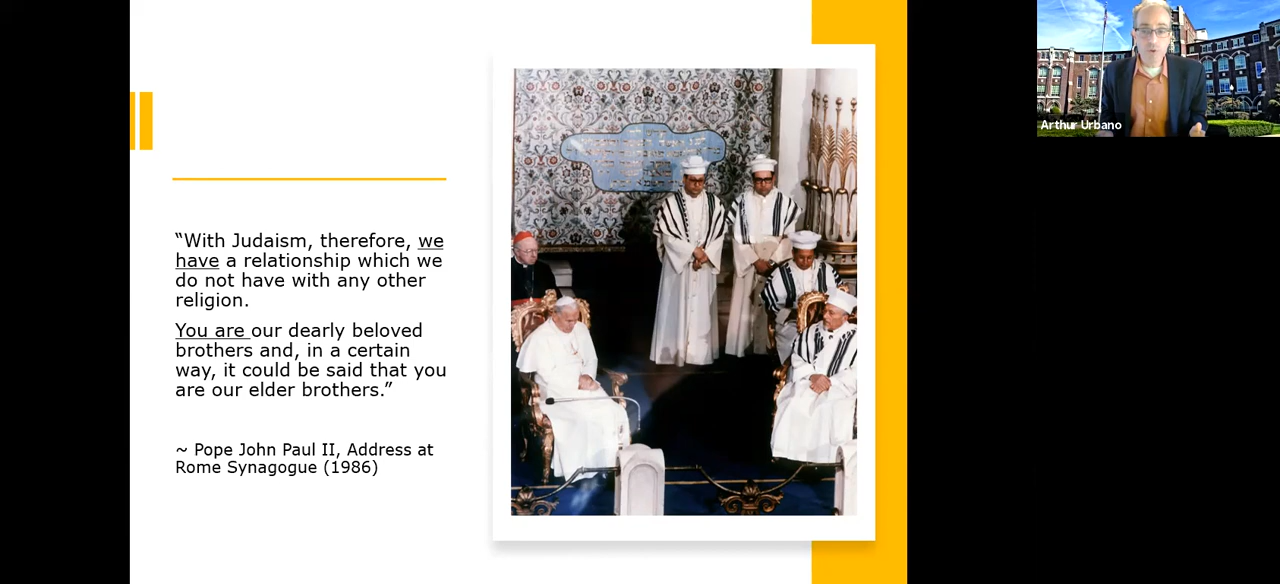 “With Judaism, therefore, we
have a relationship which we
do not have with any other
religion.
You are our dearly beloved
brothers and, in a certain
way, it could be said that you
are our elder brothers.”
~ Pope John Paul II, Address at
Rome Synagogue (1986)
Arthur Urbano